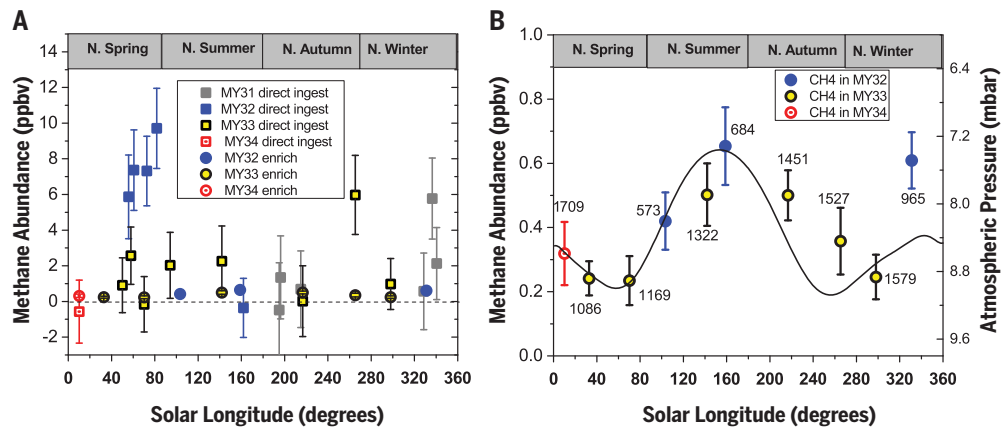 A
N. Spring
N. Summer
N. Autumn
N. Winter
Methane Abundance (ppbv)
14
12
10
8
6
4
2
0
-2
MY31 direct ingest
MY32 direct ingest
MY33 direct ingest
MY34 direct ingest
MY32 enrich
MY33 enrich
MY34 enrich
0
40
80
120
160
200
240
280
320
360
Solar Longitude (degrees)
B
N. Spring
N. Summer
N. Autumn
N. Winter
Methane Abundance (ppbv)
1.0
0.8
0.6
0.4
0.2
0.0
CH4 in MY32
CH4 in MY33
CH4 in MY34
1709
1086
1169
573
1322
684
1451
1527
1579
965
6.4
7.2
8.0
8.8
9.6
Atmospheric Pressure (mbar)
0
40
80
120
160
200
240
280
320
360
Solar Longitude (degrees)